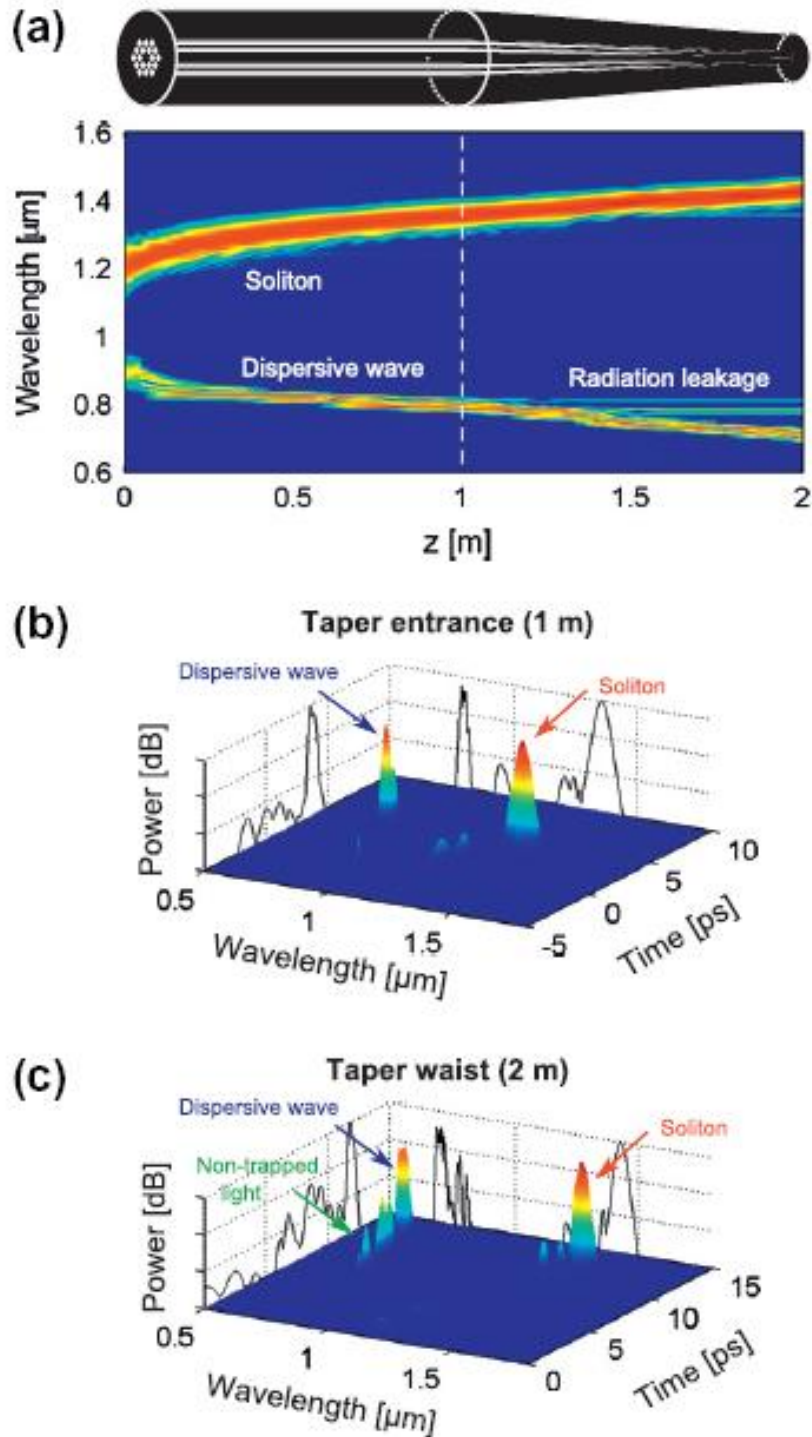 (a)
1.6
1.4
1.2
1
0.8
0.6
Wavelength [µm]
Soliton
Dispersive wave
Radiation leakage
0
0.5
1
1.5
2
z [m]
(b)
Taper entrance (1 m)
Dispersive wave
Soliton
Power [dB]
0.5
1
1.5
Wavelength [µm]
-5
0
5
10
Time [ps]
(c)
Taper waist (2 m)
Dispersive wave
Soliton
Non-trapped
light
Power [dB]
0.5
1
1.5
Wavelength [µm]
0
5
10
15
Time [ps]